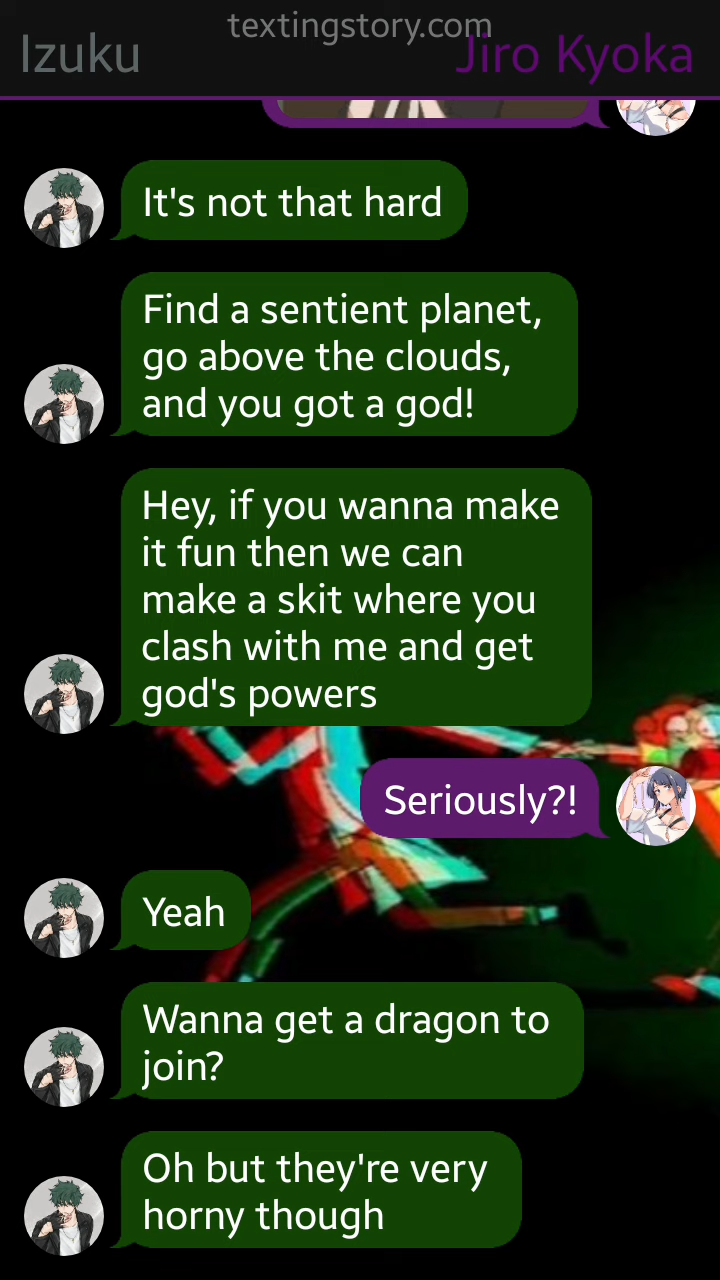 textingstory.com
Izuku
Jiro Kyoka
It's not that hard
Find a sentient planet,
go above the clouds,
and you got a god!
Hey, if you wanna make
it fun then we can
make a skit where you
clash with me and get
god's powers
Seriously?!
Yeah
Wanna get a dragon to
join?
Oh but they're very
horny though